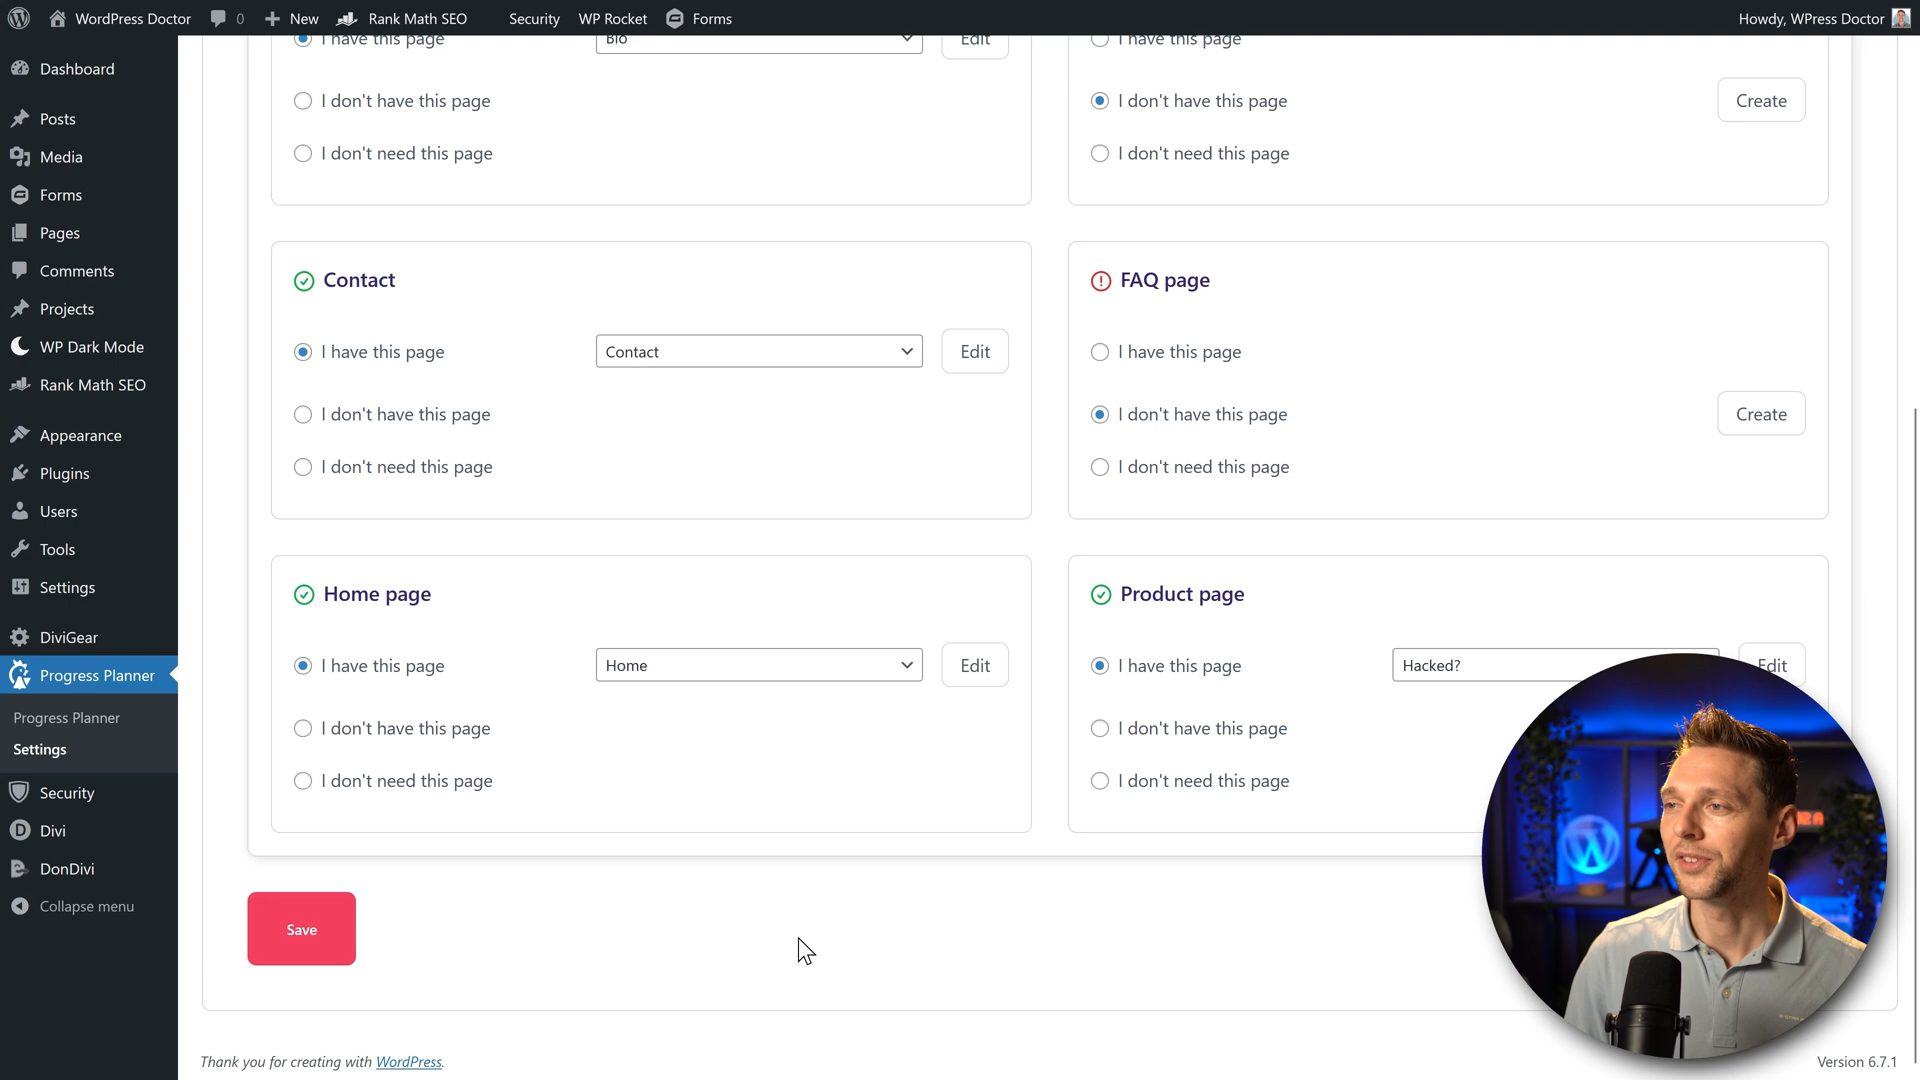 WordPress Doctor 0 New Rank Math SEO Security WP Rocket Forms Howdy, WPress Doctor
I have this page Bio Edit I have this page
Dashboard
I don't have this page I don't have this page Create
Posts
I don't need this page I don't need this page
Media
Forms
Pages
Comments
Contact FAQ page
Projects
WP Dark Mode
I have this page Contact Edit I have this page
Rank Math SEO
I don't have this page I don't have this page Create
Appearance
I don't need this page I don't need this page
Plugins
Users
Tools
Settings
Home page Product page
DiviGear
I have this page Home Edit I have this page Hacked? Edit
Progress Planner
Progress Planner
I don't have this page I don't have this page
Settings
I don't need this page I don't need this page
Security
Divi
DonDivi
Collapse menu
Save
Thank you for creating with WordPress. Version 6.7.1